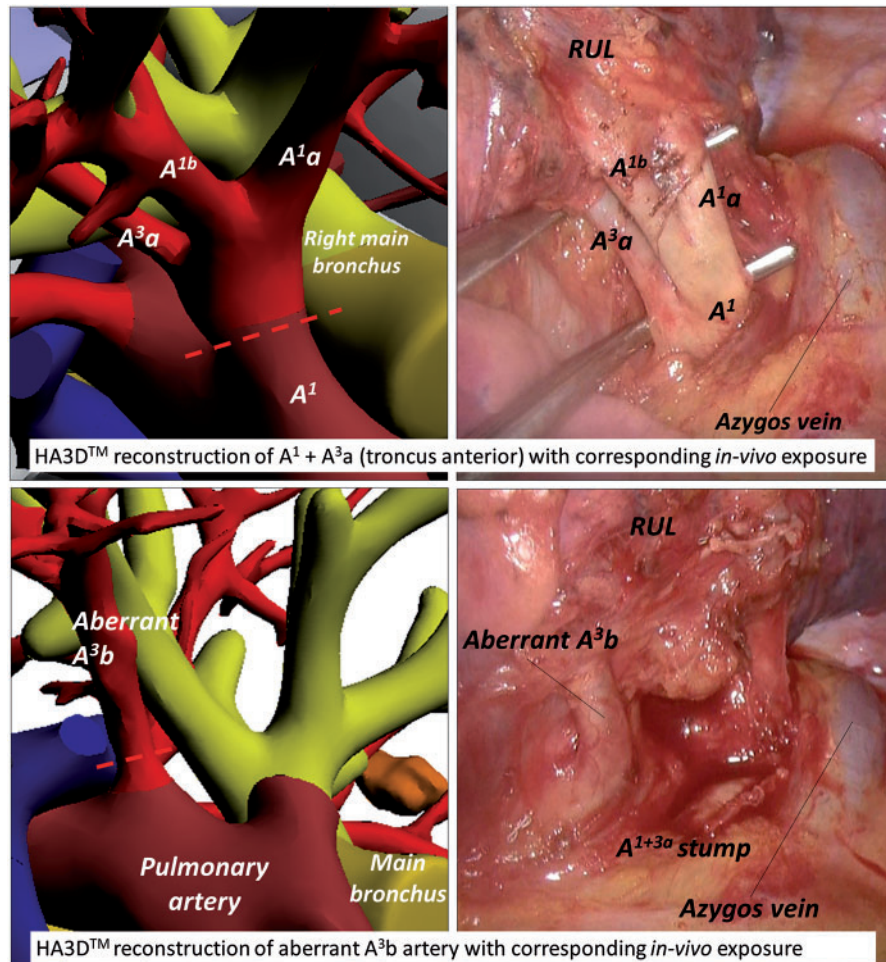 A¹ᵇ
A¹a
A³a
Right main
bronchus
A¹
RUL
A¹ᵇ
A¹a
A³a
A¹
Azygos vein
HA3Dᵀᴹ reconstruction of A¹ + A³a (troncus anterior) with corresponding in-vivo exposure
Aberrant
A³b
Pulmonary
artery
Main
bronchus
RUL
Aberrant A³b
A¹⁺³ᵃ stump
Azygos vein
HA3Dᵀᴹ reconstruction of aberrant A³b artery with corresponding in-vivo exposure